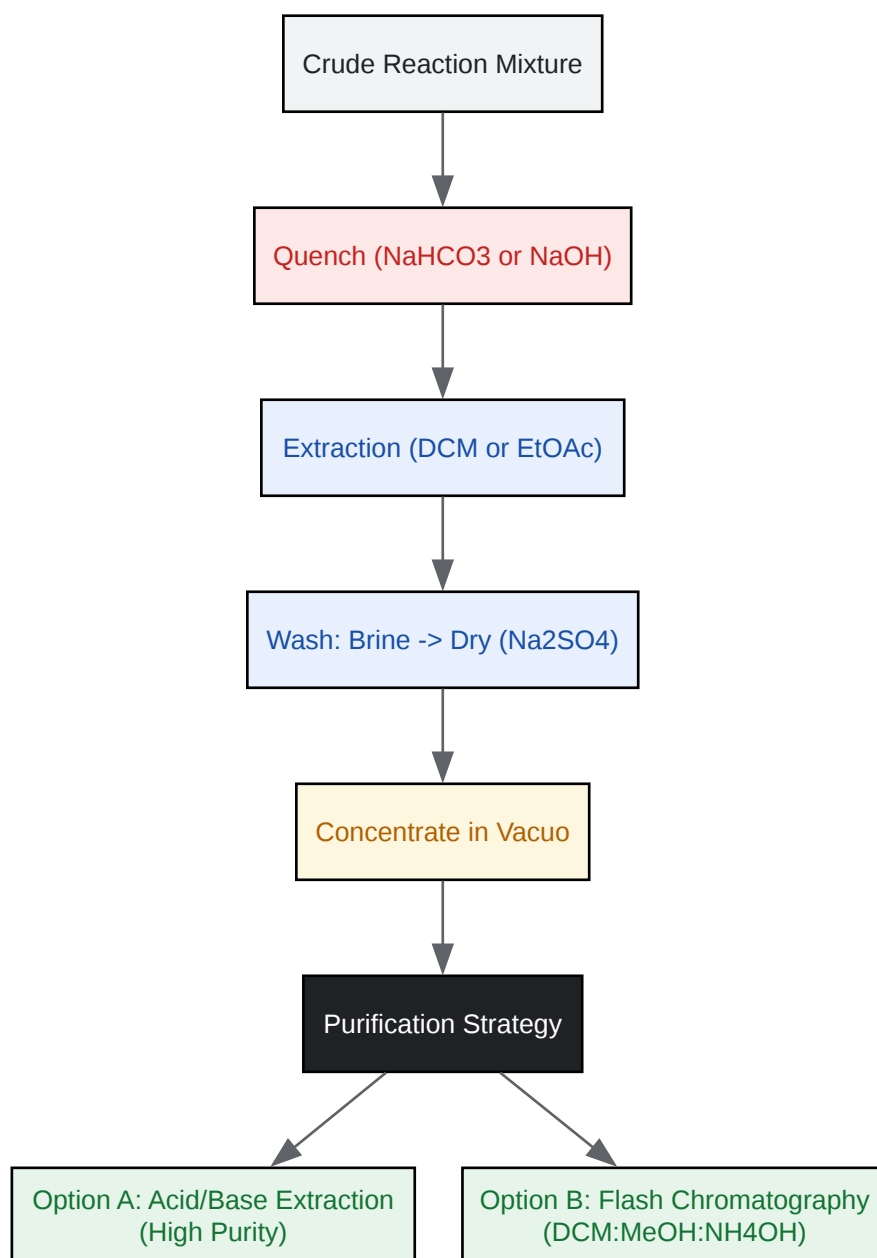 Crude Reaction Mixture
Quench (NaHCO3 or NaOH)
Extraction (DCM or EtOAc)
Wash: Brine -> Dry (Na2SO4)
Concentrate in Vacuo
Purification Strategy
Option A: Acid/Base Extraction
(High Purity)
Option B: Flash Chromatography
(DCM:MeOH:NH4OH)